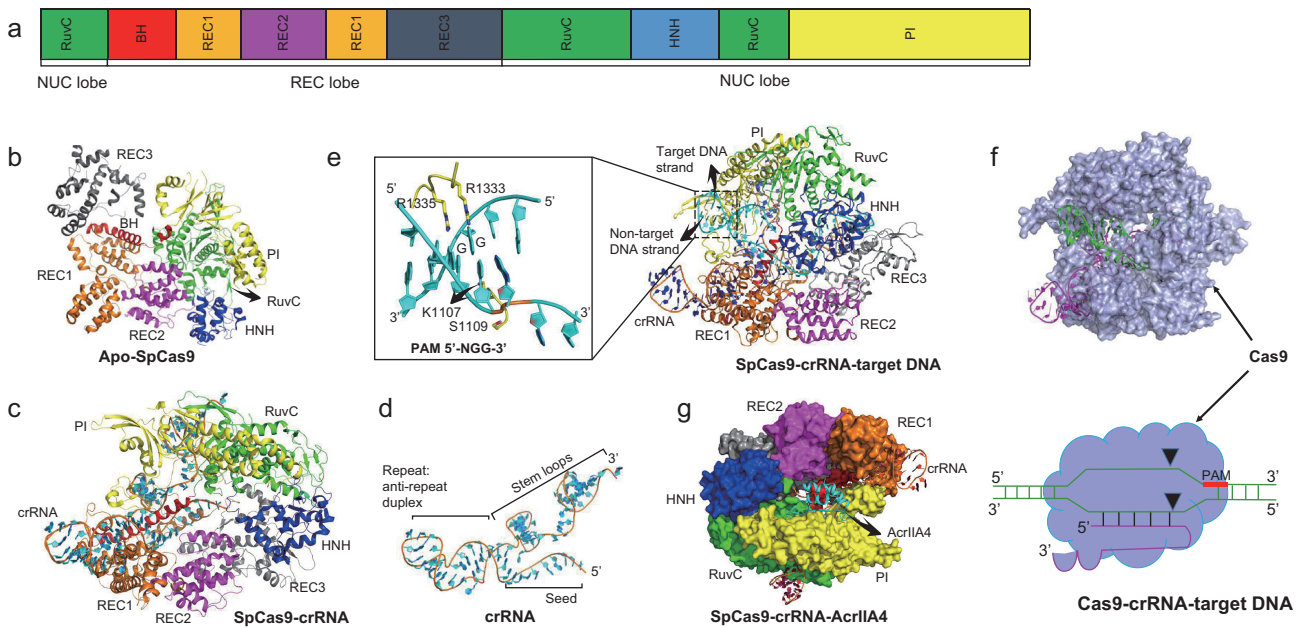 a
RuvC BH REC1 REC2 REC1 REC3 RuvC HNH RuvC PI
NUC lobe REC lobe NUC lobe
b
REC3
BH
REC1
PI
RuvC
REC2
HNH
Apo-SpCas9
e
5’
R1333
R1335
5’
G
G
3’
K1107
S1109
3’
PAM 5’-NGG-3’
PI
Target DNA
strand
RuvC
HNH
Non-target
DNA strand
REC3
crRNA
REC1
REC2
SpCas9-crRNA-target DNA
f
Cas9
c
RuvC
PI
crRNA
HNH
REC3
REC1
REC2
SpCas9-crRNA
d
3’
Stem loops
Repeat:
anti-repeat
duplex
5’
Seed
crRNA
g
REC2
REC1
crRNA
HNH
AcrIIA4
RuvC
PI
SpCas9-crRNA-AcrIIA4
PAM
5’ 3’
3’ 5’
5’
3’
Cas9-crRNA-target DNA